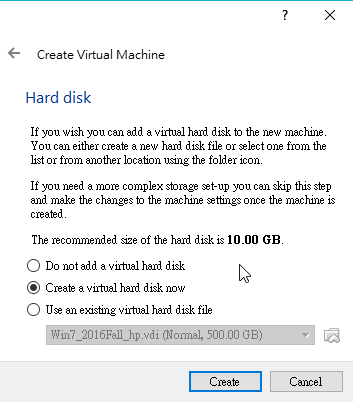 ?
Create Virtual Machine
Hard disk
If you wish you can add a virtual hard disk to the new machine.
You can either create a new hard disk file or select one from the
list or from another location using the folder icon.
If you need a more complex storage set-up you can skip this step
and make the changes to the machine settings once the machine is
created.
The recommended size of the hard disk is 10.00 GB.
Do not add a virtual hard disk
Create a virtual hard disk now
Use an existing virtual hard disk file
Win7_2016Fall_hp.vdi (Normal, 500.00 GB)
Create
Cancel